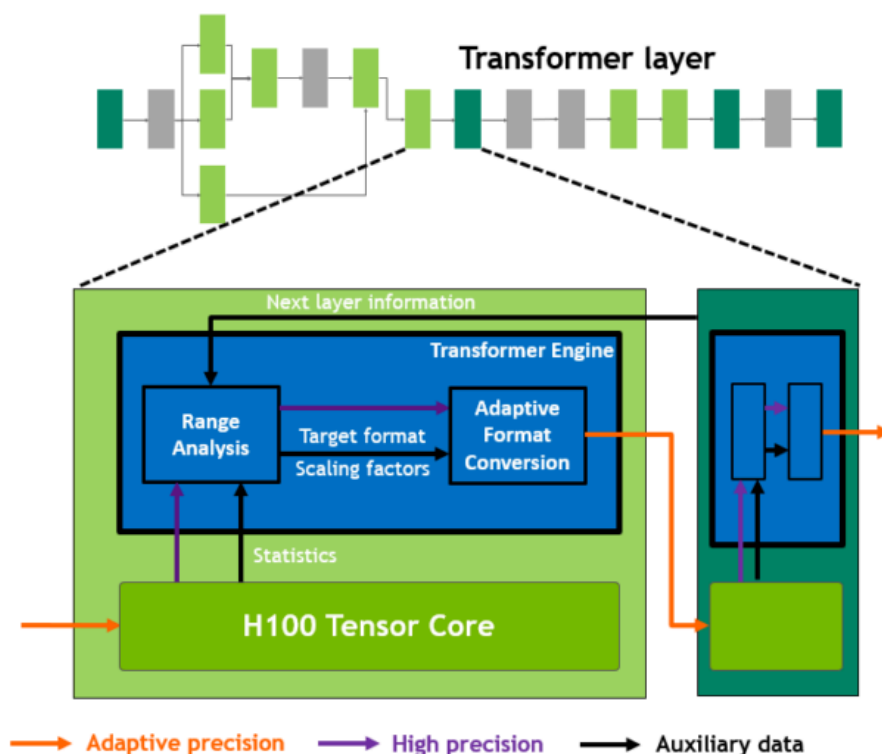 Transformer layer
Next layer information
Transformer Engine
Range
Analysis
Target format
Scaling factors
Adaptive
Format
Conversion
Statistics
H100 Tensor Core
Adaptive precision
High precision
Auxiliary data